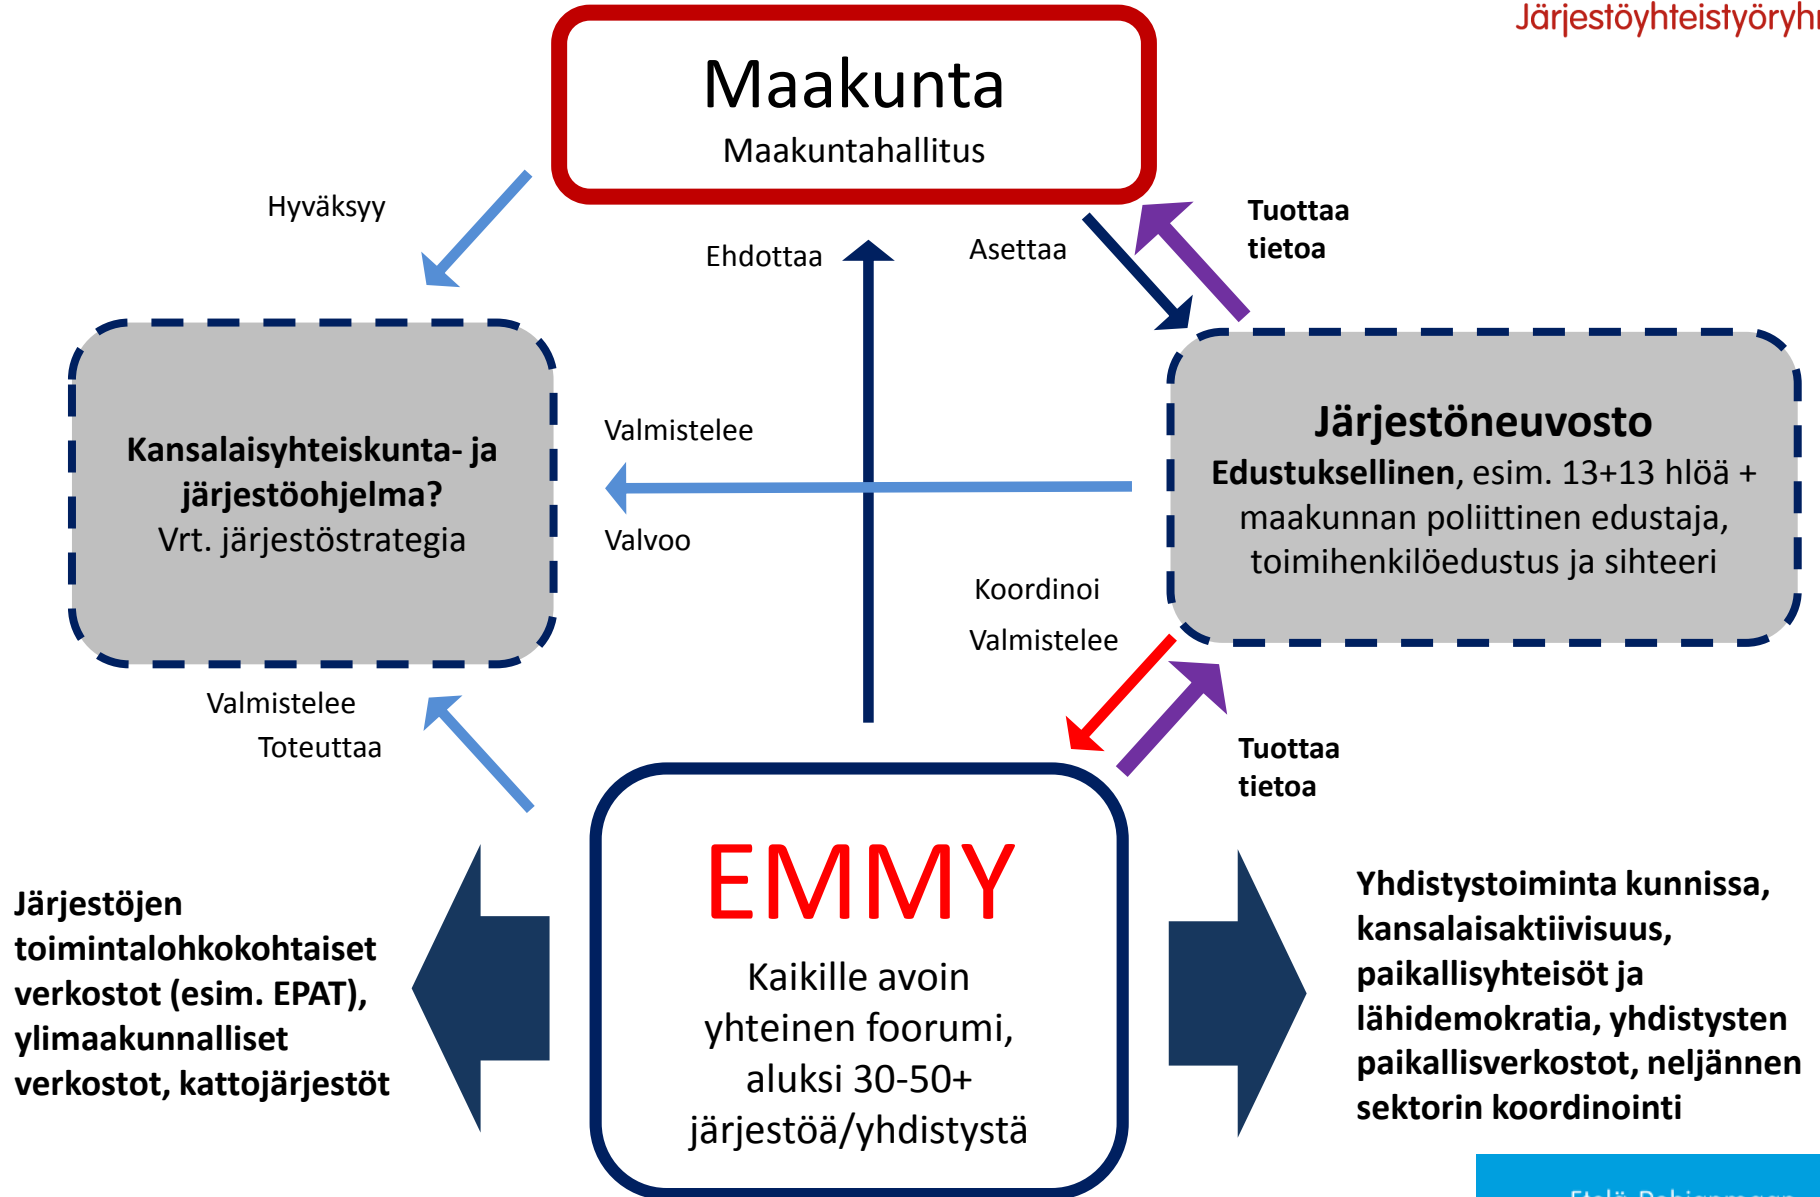 Maakunta
Maakuntahallitus
Hyväksyy
Ehdottaa
Asettaa
Tuottaa
tietoa
Kansalaisyhteiskunta- ja
järjestöohjelma?
Vrt. järjestöstrategia
Valmistelee
Valvoo
Järjestöneuvosto
Edustuksellinen, esim. 13+13 hlöä +
maakunnan poliittinen edustaja,
toimihenkilöedustus ja sihteeri
Koordinoi
Valmistelee
Valmistelee
Toteuttaa
Tuottaa
tietoa
EMMY
Kaikille avoin
yhteinen foorumi,
aluksi 30-50+
järjestöä/yhdistystä
Järjestöjen
toimintalohkokohtaiset
verkostot (esim. EPAT),
ylimaakunnalliset
verkostot, kattojärjestöt
Yhdistystoiminta kunnissa,
kansalaisaktiivisuus,
paikallisyhteisöt ja
lähidemokratia, yhdistysten
paikallisverkostot, neljännen
sektorin koordinointi